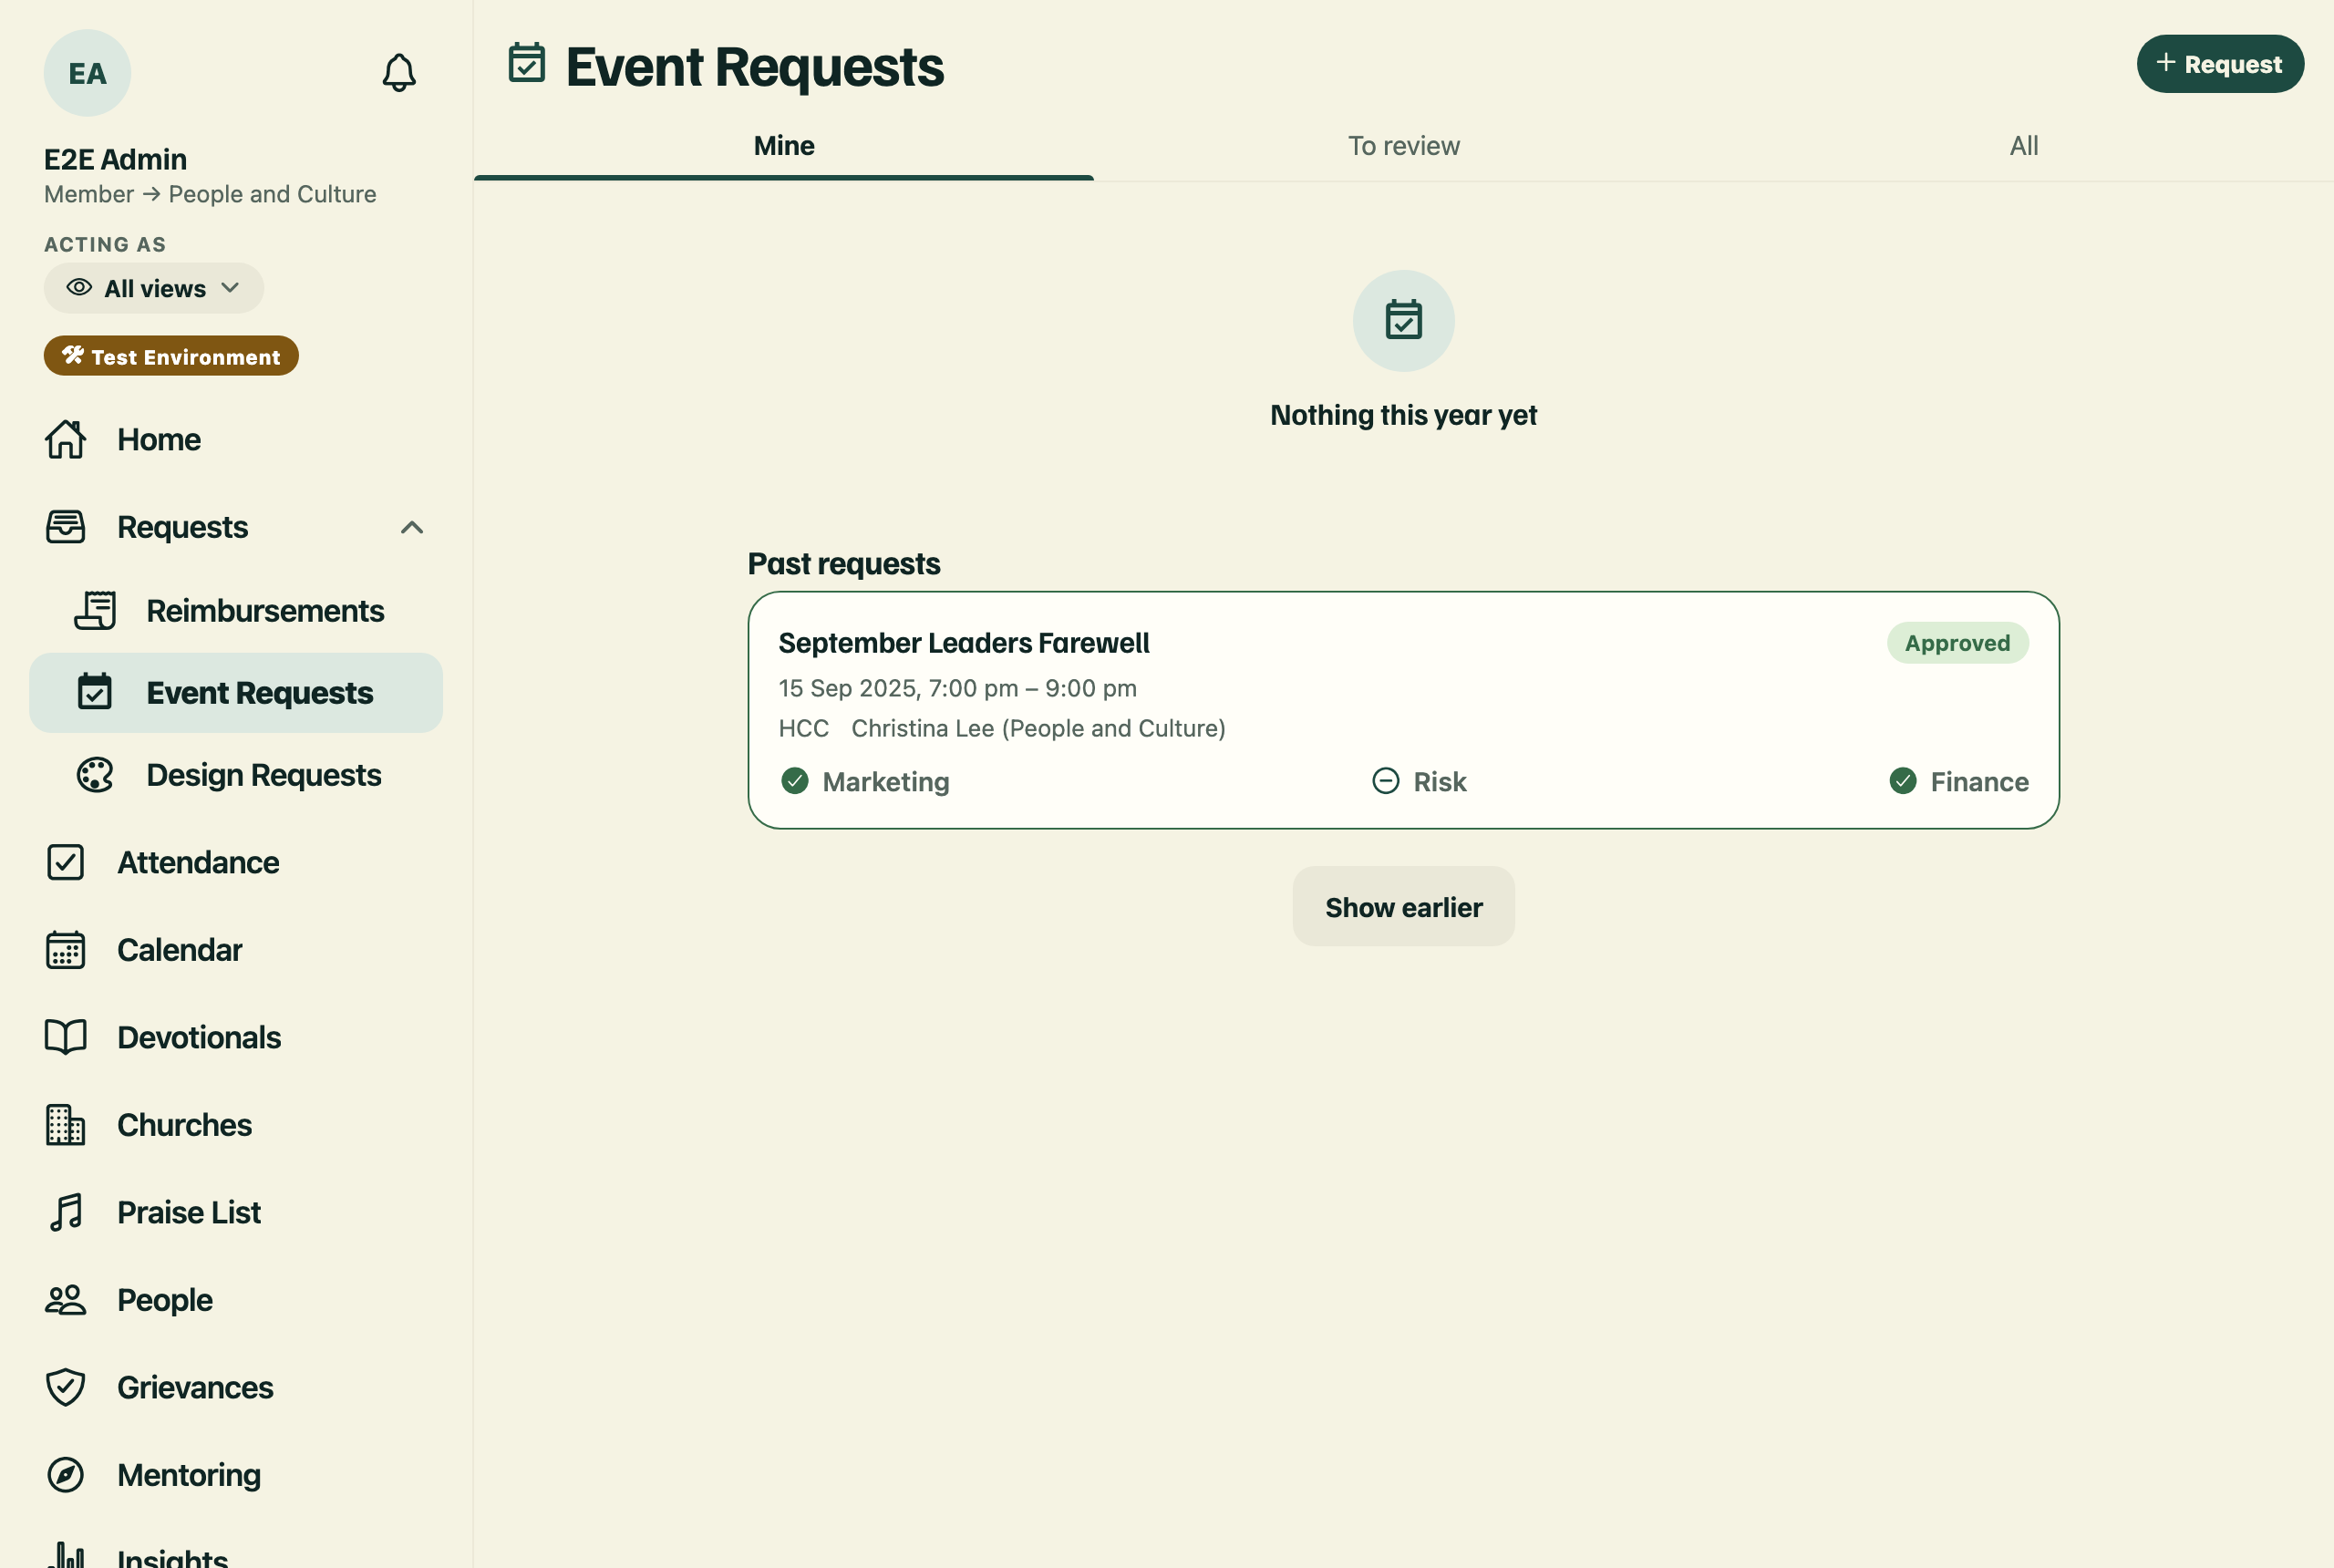 EA
E2E Admin
Member → People and Culture
ACTING AS
All views
Test Environment
Home
Requests
Reimbursements
Event Requests
Design Requests
Attendance
Calendar
Devotionals
Churches
Praise List
People
Grievances
Mentoring
Insights
Event Requests
+ Request
Mine
To review
All
Nothing this year yet
Past requests
September Leaders Farewell
Approved
15 Sep 2025, 7:00 pm – 9:00 pm
HCC Christina Lee (People and Culture)
Marketing
Risk
Finance
Show earlier